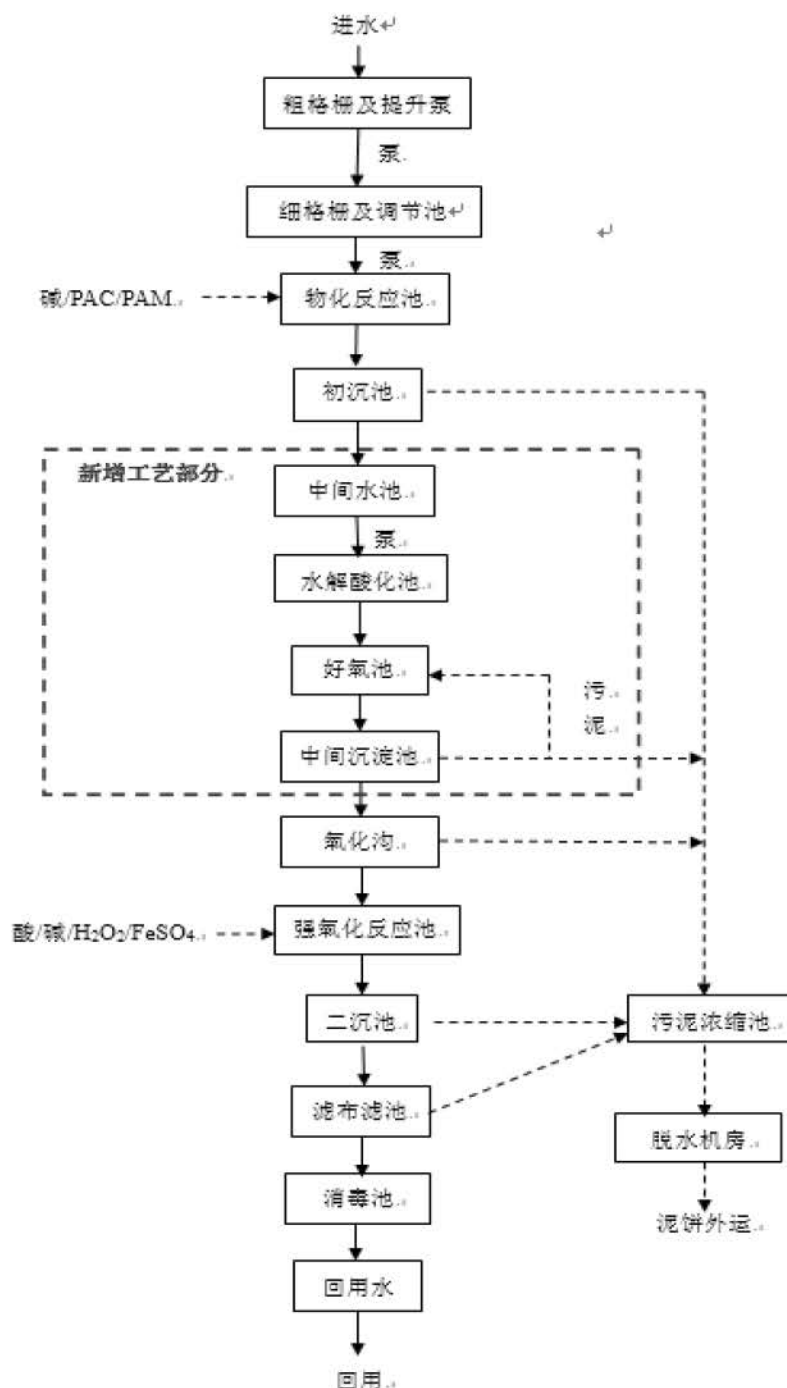 进水
粗格栅及提升泵
泵
细格栅及调节池
泵
碱/PAC/PAM
物化反应池
初沉池
新增工艺部分
中间水池
泵
水解酸化池
好氧池
污
泥
中间沉淀池
氧化沟
酸/碱/H₂O₂/FeSO₄
强氧化反应池
二沉池
污泥浓缩池
滤布滤池
脱水机房
消毒池
泥饼外运
回用水
回用